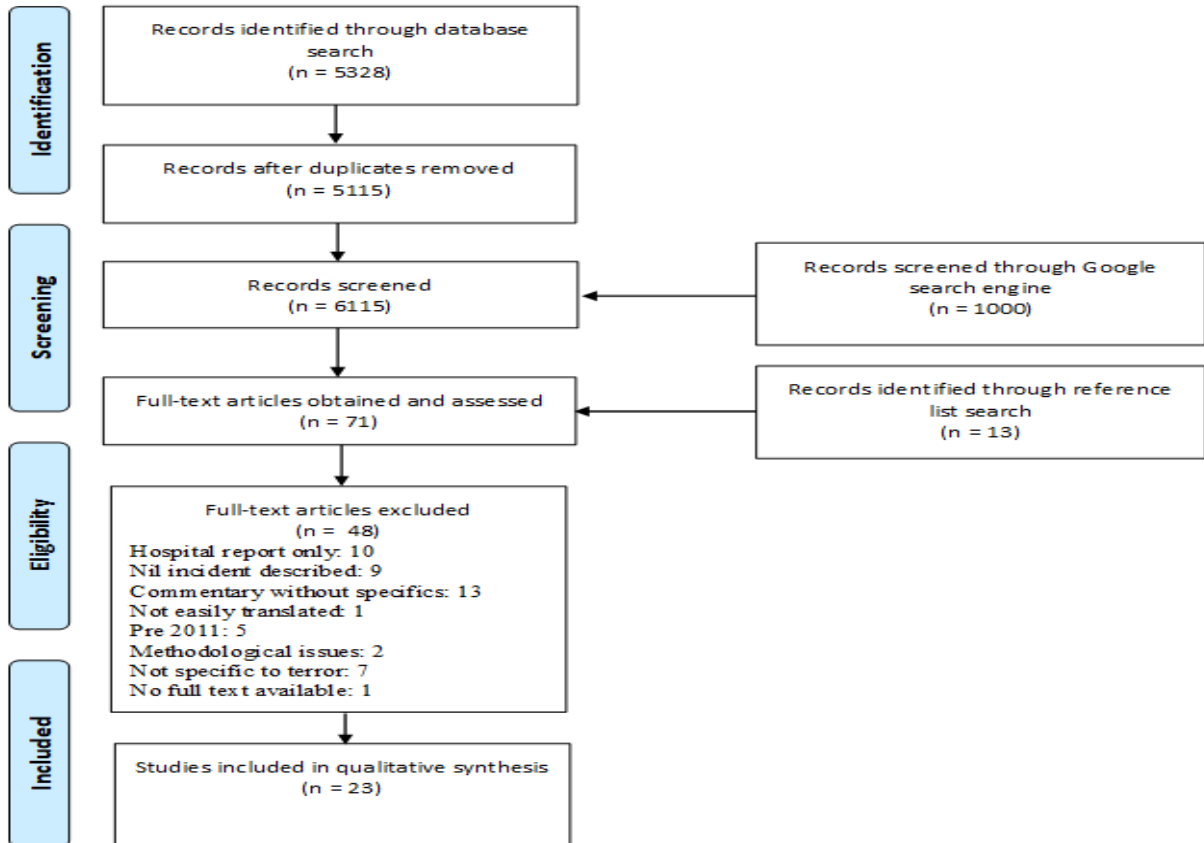 Identification
Records identified through database
search
(n = 5328)
Records after duplicates removed
(n = 5115)
Screening
Records screened
(n = 6115)
Records screened through Google
search engine
(n = 1000)
Full-text articles obtained and assessed
(n = 71)
Records identified through reference
list search
(n = 13)
Eligibility
Full-text articles excluded
(n = 48)
Hospital report only: 10
Nil incident described: 9
Commentary without specifics: 13
Not easily translated: 1
Pre 2011: 5
Methodological issues: 2
Not specific to terror: 7
No full text available: 1
Included
Studies included in qualitative synthesis
(n = 23)